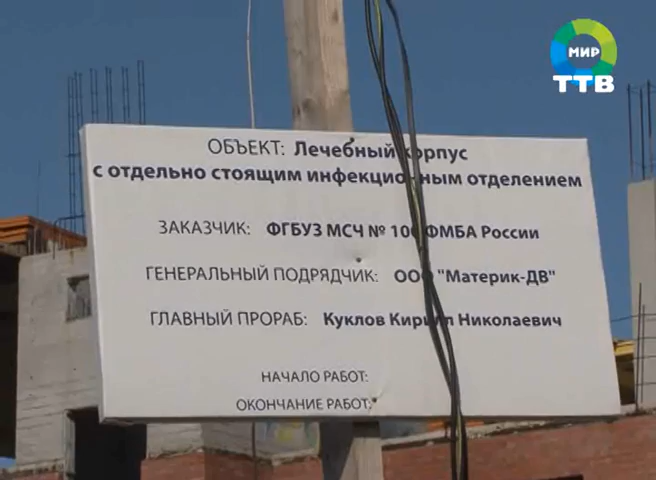 МИР
ТТВ
ОБЪЕКТ: Лечебный корпус
с отдельно стоящим инфекционным отделением
ЗАКАЗЧИК: ФГБУЗ МСЧ № 100 ФМБА России
ГЕНЕРАЛЬНЫЙ ПОДРЯДЧИК: ООО "Материк-ДВ"
ГЛАВНЫЙ ПРОРАБ: Куклов Кирилл Николаевич
НАЧАЛО РАБОТ:
ОКОНЧАНИЕ РАБОТ: